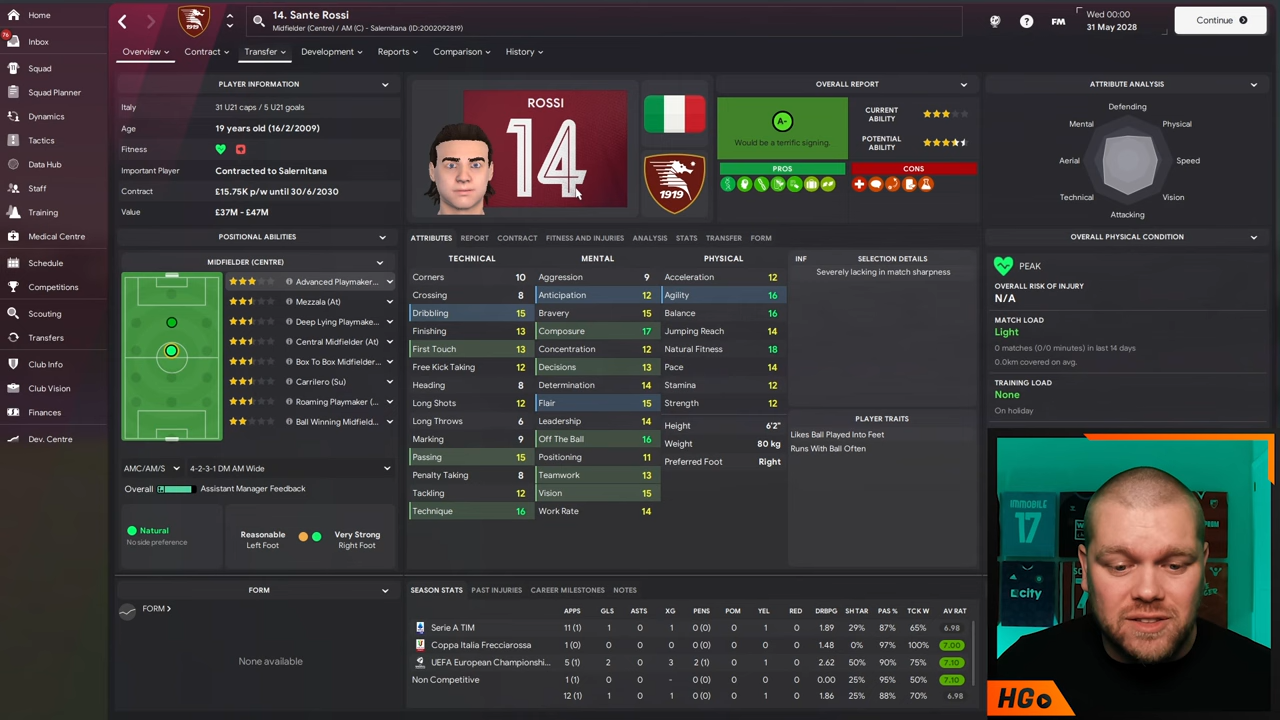 Home
76
Inbox
Squad
Squad Planner
Dynamics
Tactics
Data Hub
Staff
Training
Medical Centre
Schedule
Competitions
Scouting
Transfers
Club Info
Club Vision
Finances
Dev. Centre
1919
14. Sante Rossi
Midfielder (Centre) / AM (C) - Salernitana (ID:2002092819)
?
FM
Wed 00:00
31 May 2028
Continue
Overview
Contract
Transfer
Development
Reports
Comparison
History
PLAYER INFORMATION
Italy 31 U21 caps / 5 U21 goals
Age 19 years old (16/2/2009)
Fitness
Important Player Contracted to Salernitana
Contract £15.75K p/w until 30/6/2030
Value £37M - £47M
POSITIONAL ABILITIES
MIDFIELDER (CENTRE)
Advanced Playmaker...
Mezzala (At)
Deep Lying Playmake...
Central Midfielder (At)
Box To Box Midfielder...
Carrilero (Su)
Roaming Playmaker (...
Ball Winning Midfield...
AMC/AM/S 4-2-3-1 DM AM Wide
Overall Assistant Manager Feedback
Natural
No side preference
Reasonable
Left Foot
Very Strong
Right Foot
FORM
FORM >
None available
ROSSI
14
1919
OVERALL REPORT
A-
Would be a terrific signing.
CURRENT ABILITY
POTENTIAL ABILITY
PROS
CONS
ATTRIBUTES REPORT CONTRACT FITNESS AND INJURIES ANALYSIS STATS TRANSFER FORM
TECHNICAL
Corners 10
Crossing 8
Dribbling 15
Finishing 13
First Touch 13
Free Kick Taking 12
Heading 8
Long Shots 12
Long Throws 6
Marking 9
Passing 15
Penalty Taking 8
Tackling 12
Technique 16
MENTAL
Aggression 9
Anticipation 12
Bravery 15
Composure 17
Concentration 12
Decisions 13
Determination 14
Flair 15
Leadership 14
Off The Ball 16
Positioning 11
Teamwork 13
Vision 15
Work Rate 14
PHYSICAL
Acceleration 12
Agility 16
Balance 16
Jumping Reach 14
Natural Fitness 18
Pace 14
Stamina 12
Strength 12
Height 6'2"
Weight 80 kg
Preferred Foot Right
INF SELECTION DETAILS
Severely lacking in match sharpness
PLAYER TRAITS
Likes Ball Played Into Feet
Runs With Ball Often
SEASON STATS PAST INJURIES CAREER MILESTONES NOTES
APPS GLS ASTS XG PENS POM YEL RED DRBPG SH TAR PAS % TCK W AV RAT
Serie A TIM 11 (1) 1 0 1 0 (0) 0 1 0 1.89 29% 87% 65% 6.98
Coppa Italia Frecciarossa 1 (0) 0 0 0 0 (0) 0 0 0 1.48 0% 97% 100% 7.00
UEFA European Championshi... 5 (1) 2 0 3 2 (1) 0 1 0 2.62 50% 90% 75% 7.10
Non Competitive 1 (1) 0 0 - 0 (0) 0 0 0 0.00 25% 95% 50% 7.10
12 (1) 1 0 1 0 (0) 0 1 0 1.86 25% 88% 70% 6.98
ATTRIBUTE ANALYSIS
Defending
Physical
Speed
Vision
Attacking
Technical
Aerial
Mental
OVERALL PHYSICAL CONDITION
PEAK
OVERALL RISK OF INJURY
N/A
MATCH LOAD
Light
0 matches (0/0 minutes) in last 14 days
0.0km covered on avg.
TRAINING LOAD
None
On holiday
IMMOBILE
17
city
HGo